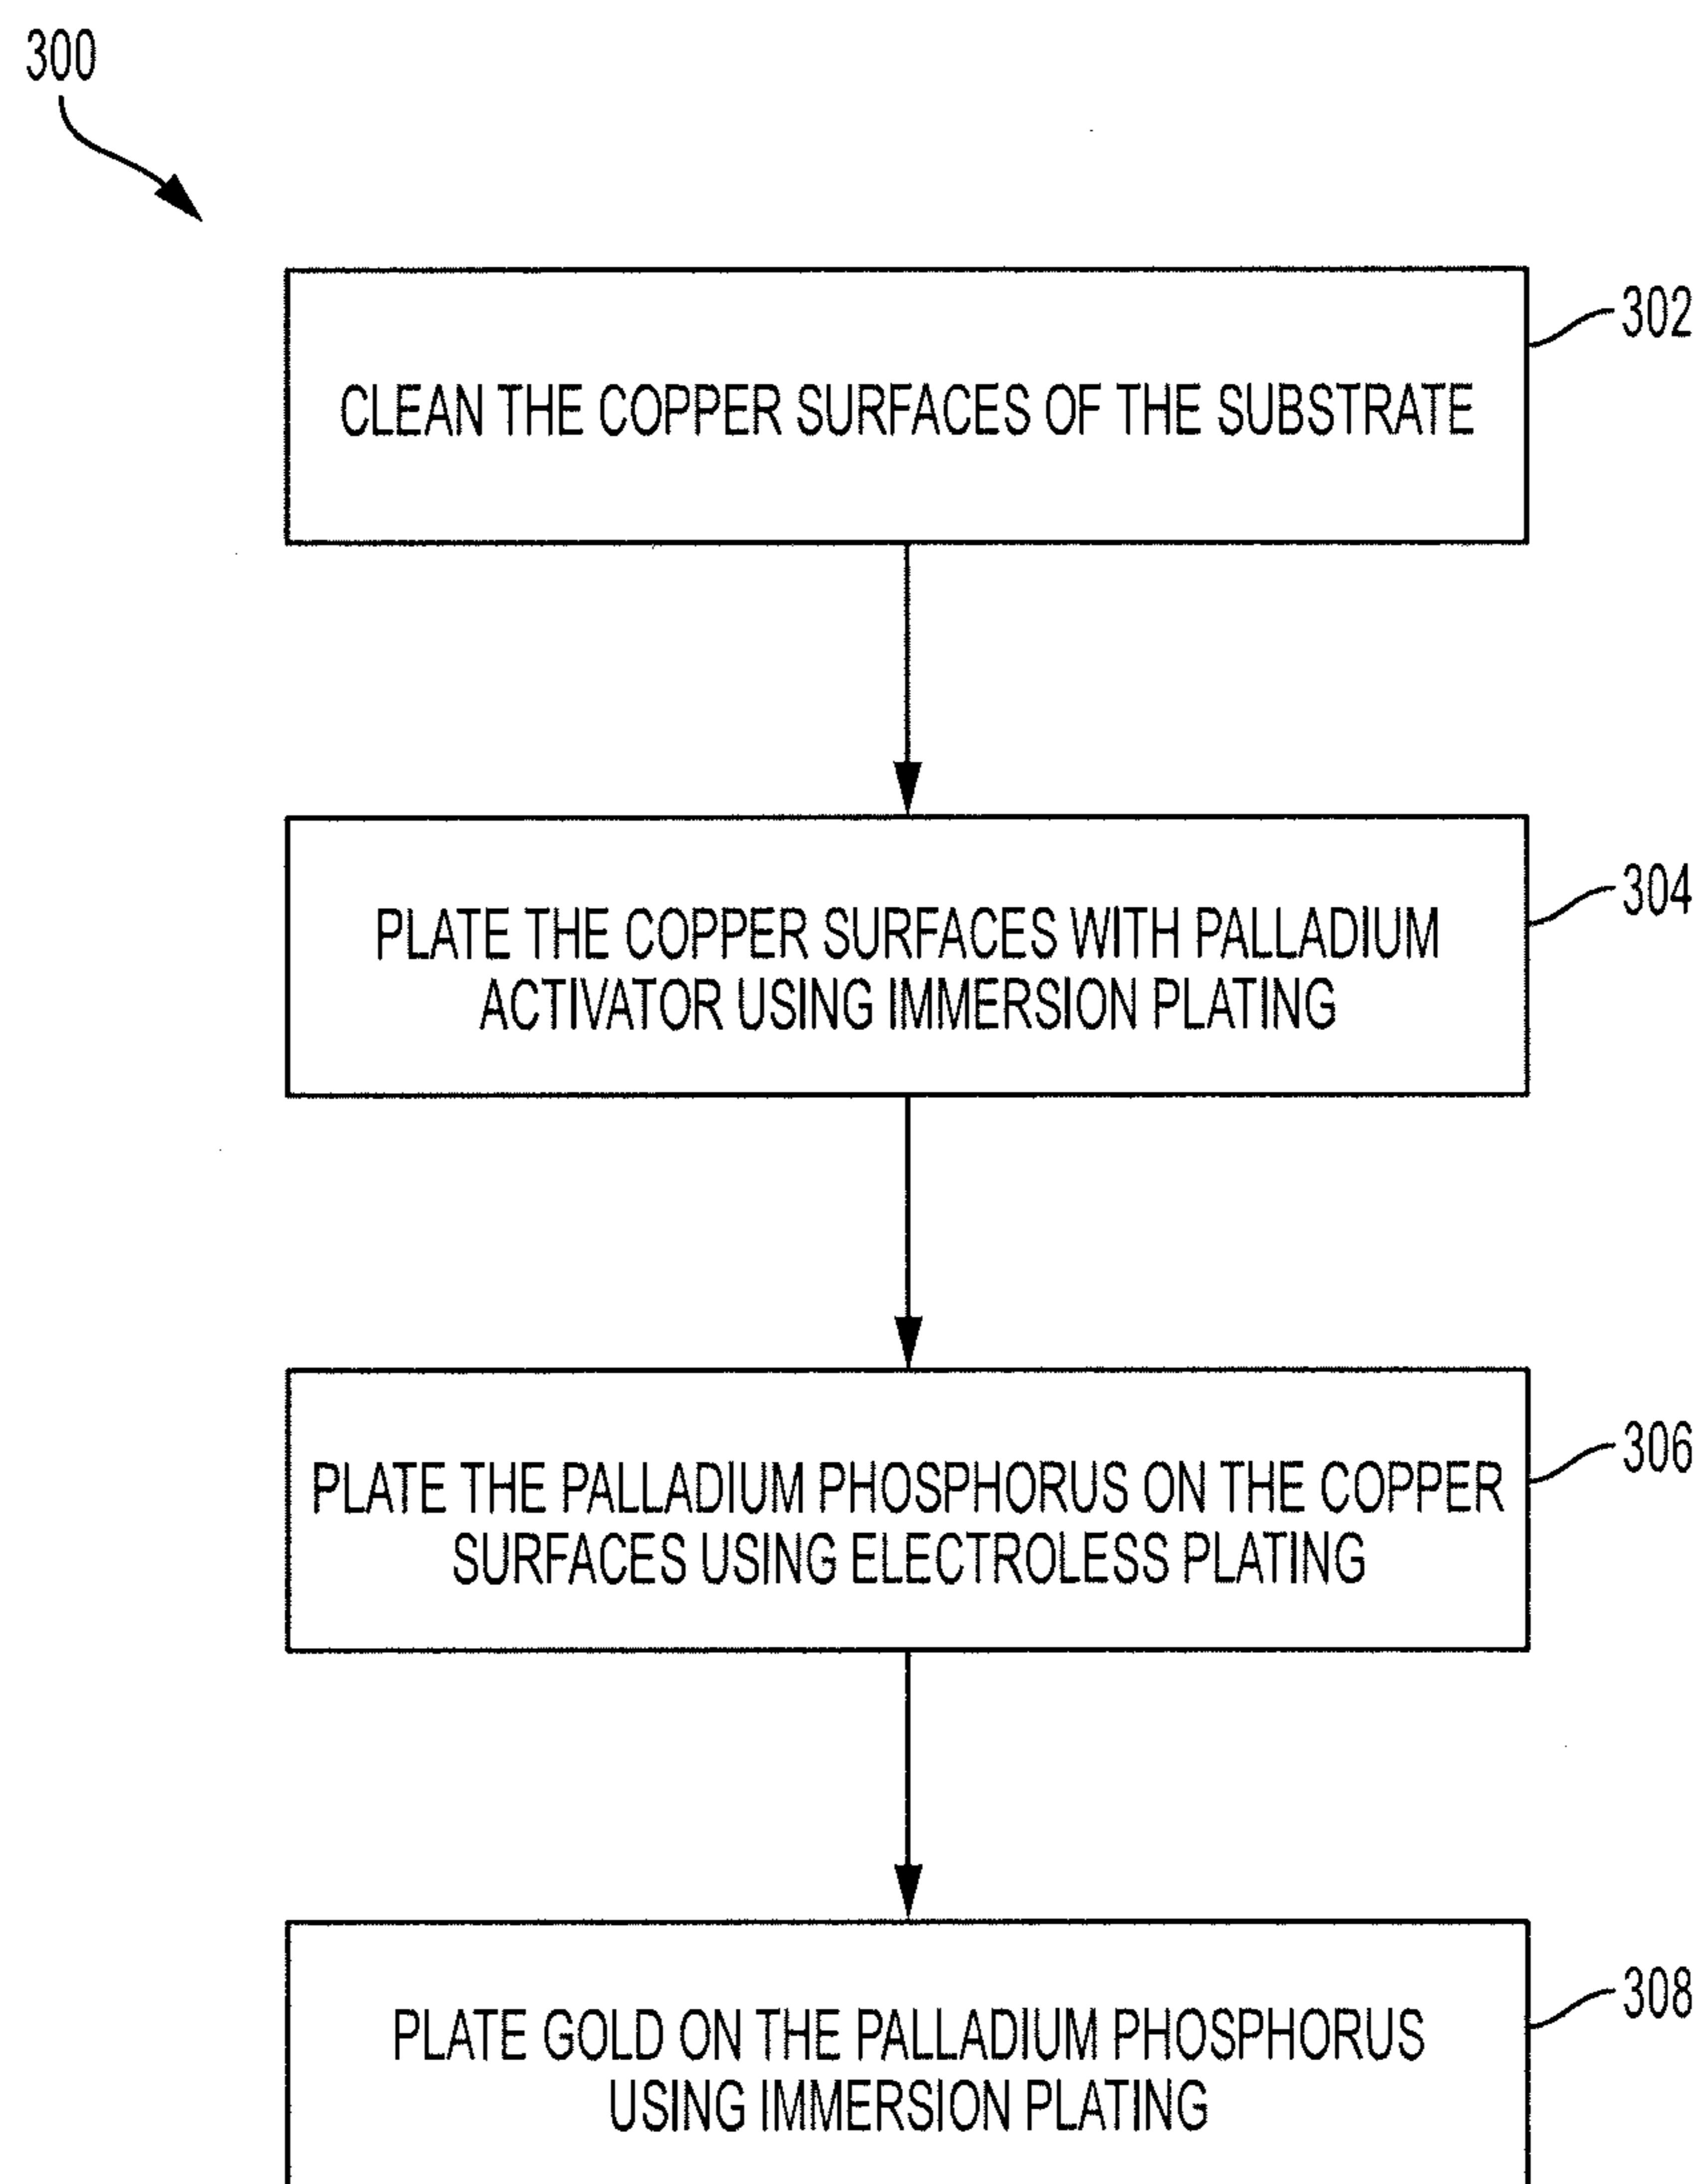 300
302
CLEAN THE COPPER SURFACES OF THE SUBSTRATE
304
PLATE THE COPPER SURFACES WITH PALLADIUM
ACTIVATOR USING IMMERSION PLATING
306
PLATE THE PALLADIUM PHOSPHORUS ON THE COPPER
SURFACES USING ELECTROLESS PLATING
308
PLATE GOLD ON THE PALLADIUM PHOSPHORUS
USING IMMERSION PLATING